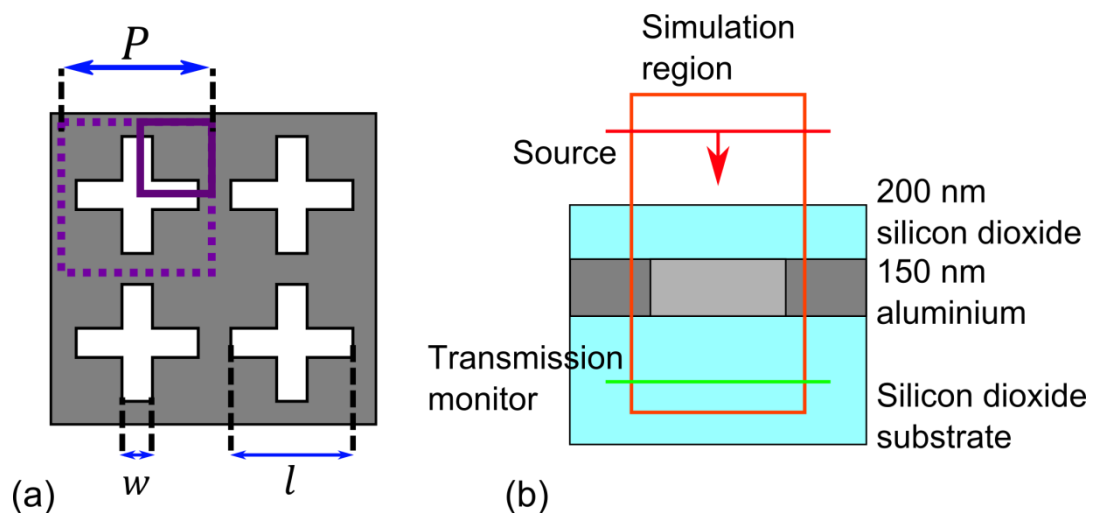 P
w
l
(a)
Simulation
region
Source
200 nm
silicon dioxide
150 nm
aluminium
Transmission
monitor
Silicon dioxide
substrate
(b)